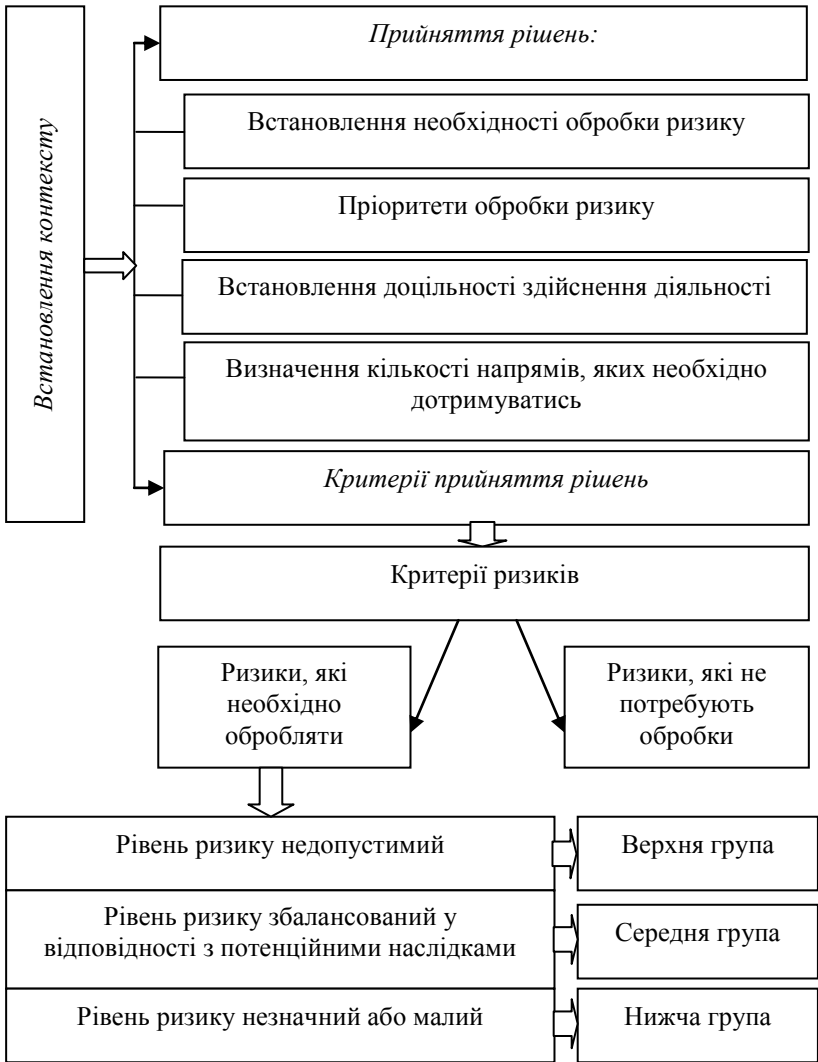 Встановлення контексту
Прийняття рішень:
Встановлення необхідності обробки ризику
Пріоритети обробки ризику
Встановлення доцільності здійснення діяльності
Визначення кількості напрямів, яких необхідно
дотримуватись
Критерії прийняття рішень
Критерії ризиків
Ризики, які
необхідно
обробляти
Ризики, які не
потребують
обробки
Рівень ризику недопустимий
Верхня група
Рівень ризику збалансований у
відповідності з потенційними наслідками
Середня група
Рівень ризику незначний або малий
Нижча група